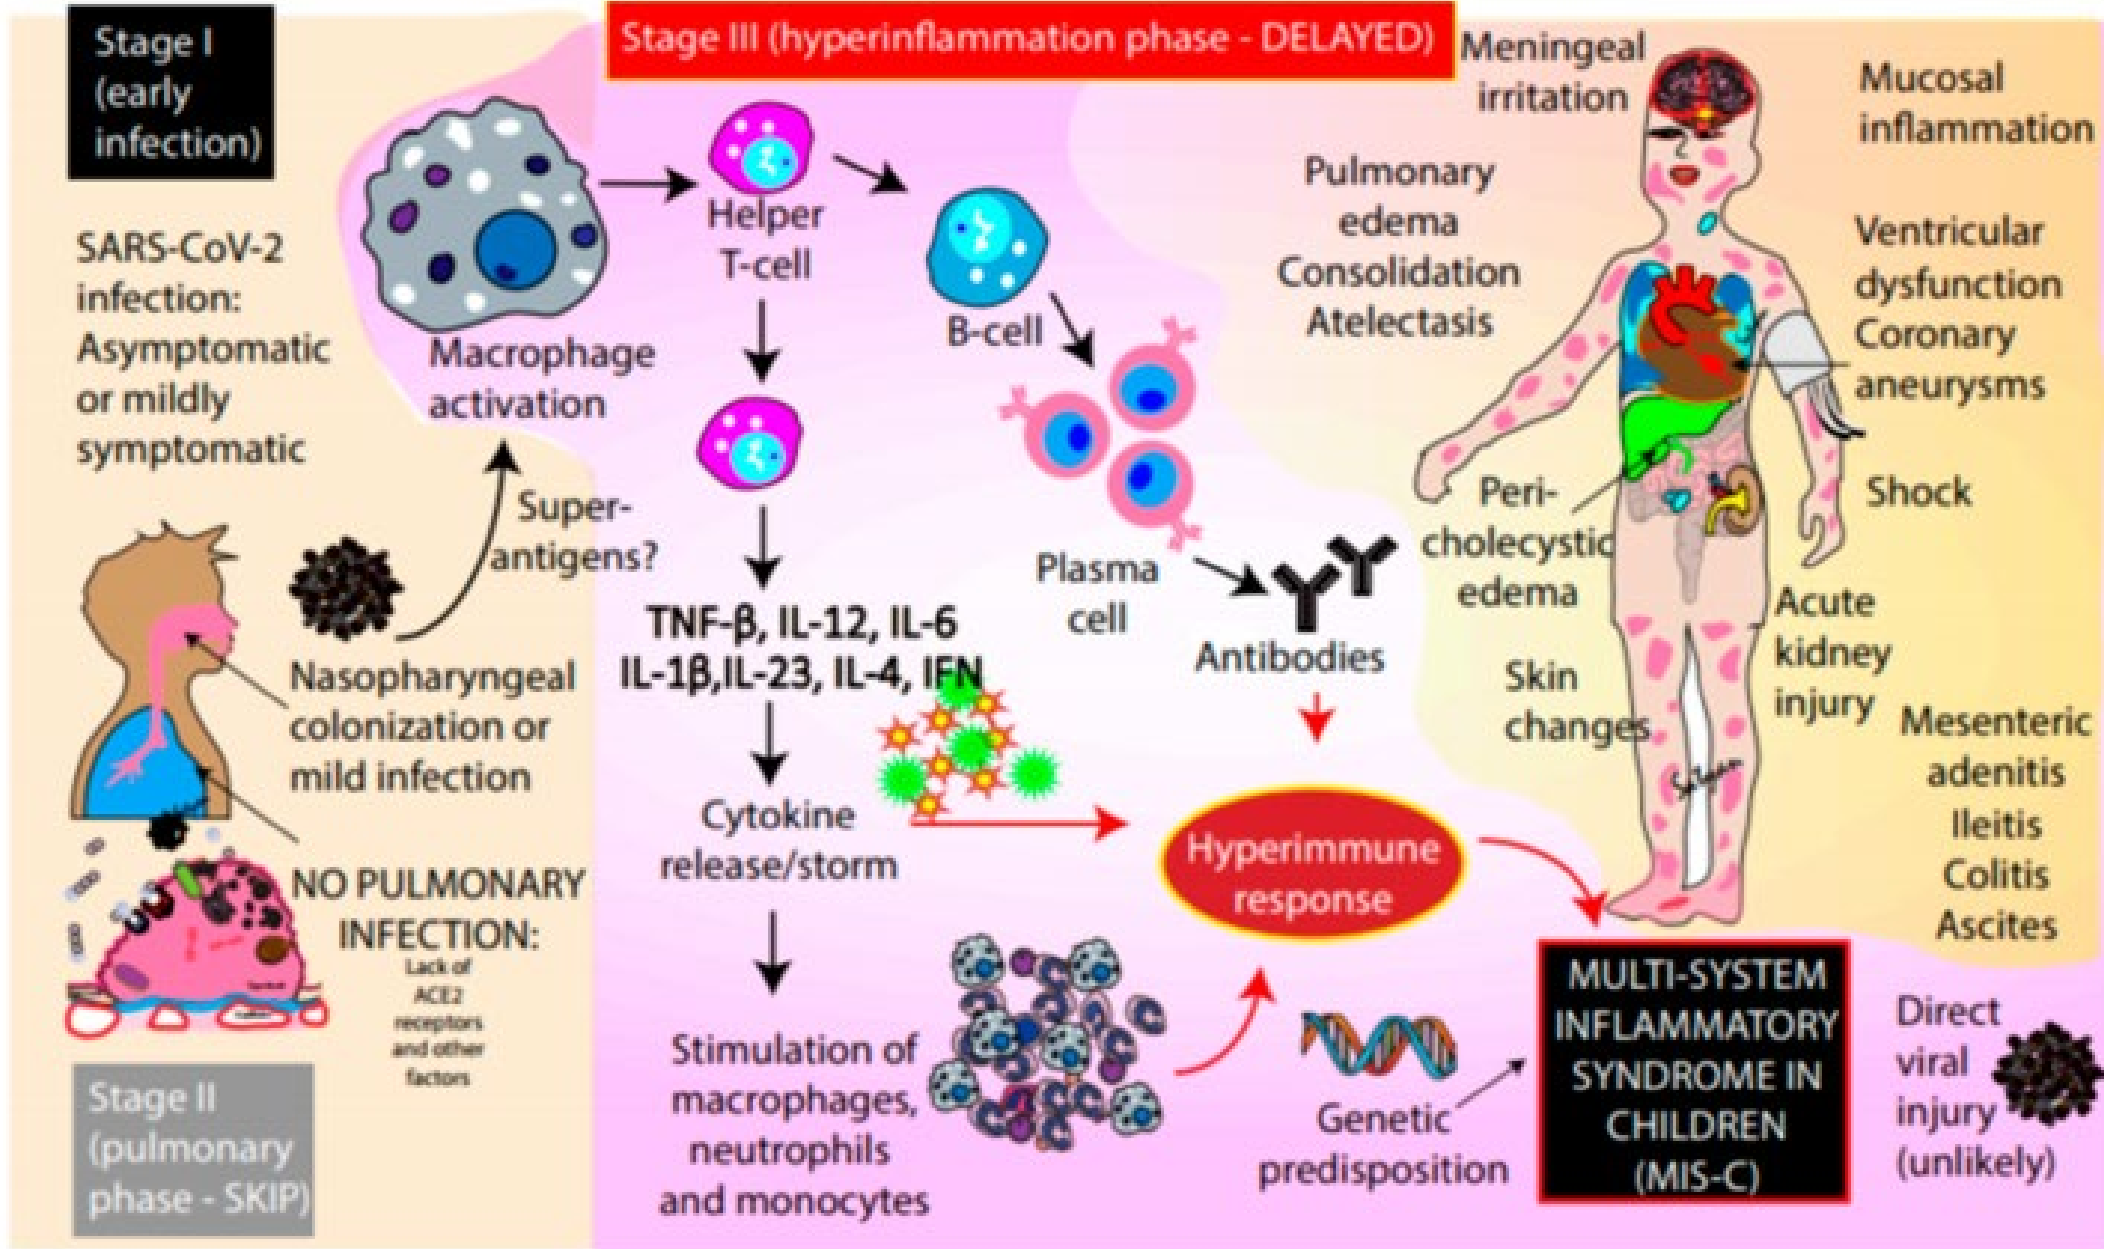 Stage I
(early
infection)
SARS-CoV-2
infection:
Asymptomatic
or mildly
symptomatic
Nasopharyngeal
colonization or
mild infection
NO PULMONARY
INFECTION:
Lack of
ACE2
receptors
and other
factors
Stage II
(pulmonary
phase - SKIP)
Super-
antigens?
Stage III (hyperinflammation phase - DELAYED)
Macrophage
activation
Helper
T-cell
B-cell
Plasma
cell
Antibodies
TNF-β, IL-12, IL-6
IL-1β,IL-23, IL-4, IFN
Cytokine
release/storm
Stimulation of
macrophages,
neutrophils
and monocytes
Hyperimmune
response
Genetic
predisposition
MULTI-SYSTEM
INFLAMMATORY
SYNDROME IN
CHILDREN
(MIS-C)
Direct
viral
injury
(unlikely)
Meningeal
irritation
Pulmonary
edema
Consolidation
Atelectasis
Peri-
cholecystic
edema
Skin
changes
Mucosal
inflammation
Ventricular
dysfunction
Coronary
aneurysms
Shock
Acute
kidney
injury
Mesenteric
adenitis
Ileitis
Colitis
Ascites